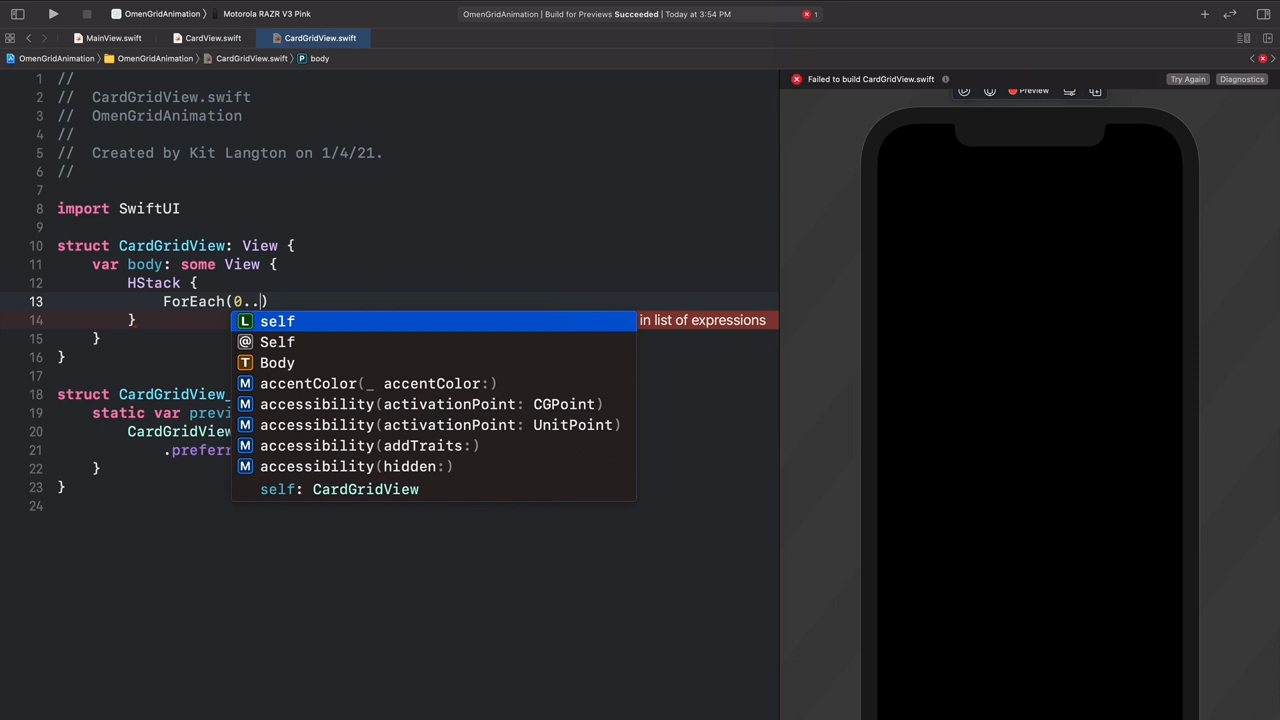 OmenGridAnimation
Motorola RAZR V3 Pink
OmenGridAnimation | Build for Previews Succeeded | Today at 3:54 PM
1
MainView.swift
CardView.swift
CardGridView.swift
OmenGridAnimation
OmenGridAnimation
CardGridView.swift
P body
1 //
2 // CardGridView.swift
3 // OmenGridAnimation
4 //
5 // Created by Kit Langton on 1/4/21.
6 //
7
8 import SwiftUI
9
10 struct CardGridView: View {
11 var body: some View {
12 HStack {
13 ForEach(0..)
14 }
in list of expressions
15 }
16 }
17
18 struct CardGridView_
19 static var previ
20 CardGridView
21 .preferr
22 }
23 }
24
L self
@ Self
T Body
M accentColor(_ accentColor:)
M accessibility(activationPoint: CGPoint)
M accessibility(activationPoint: UnitPoint)
M accessibility(addTraits:)
M accessibility(hidden:)
self: CardGridView
Failed to build CardGridView.swift
Try Again
Diagnostics
Preview